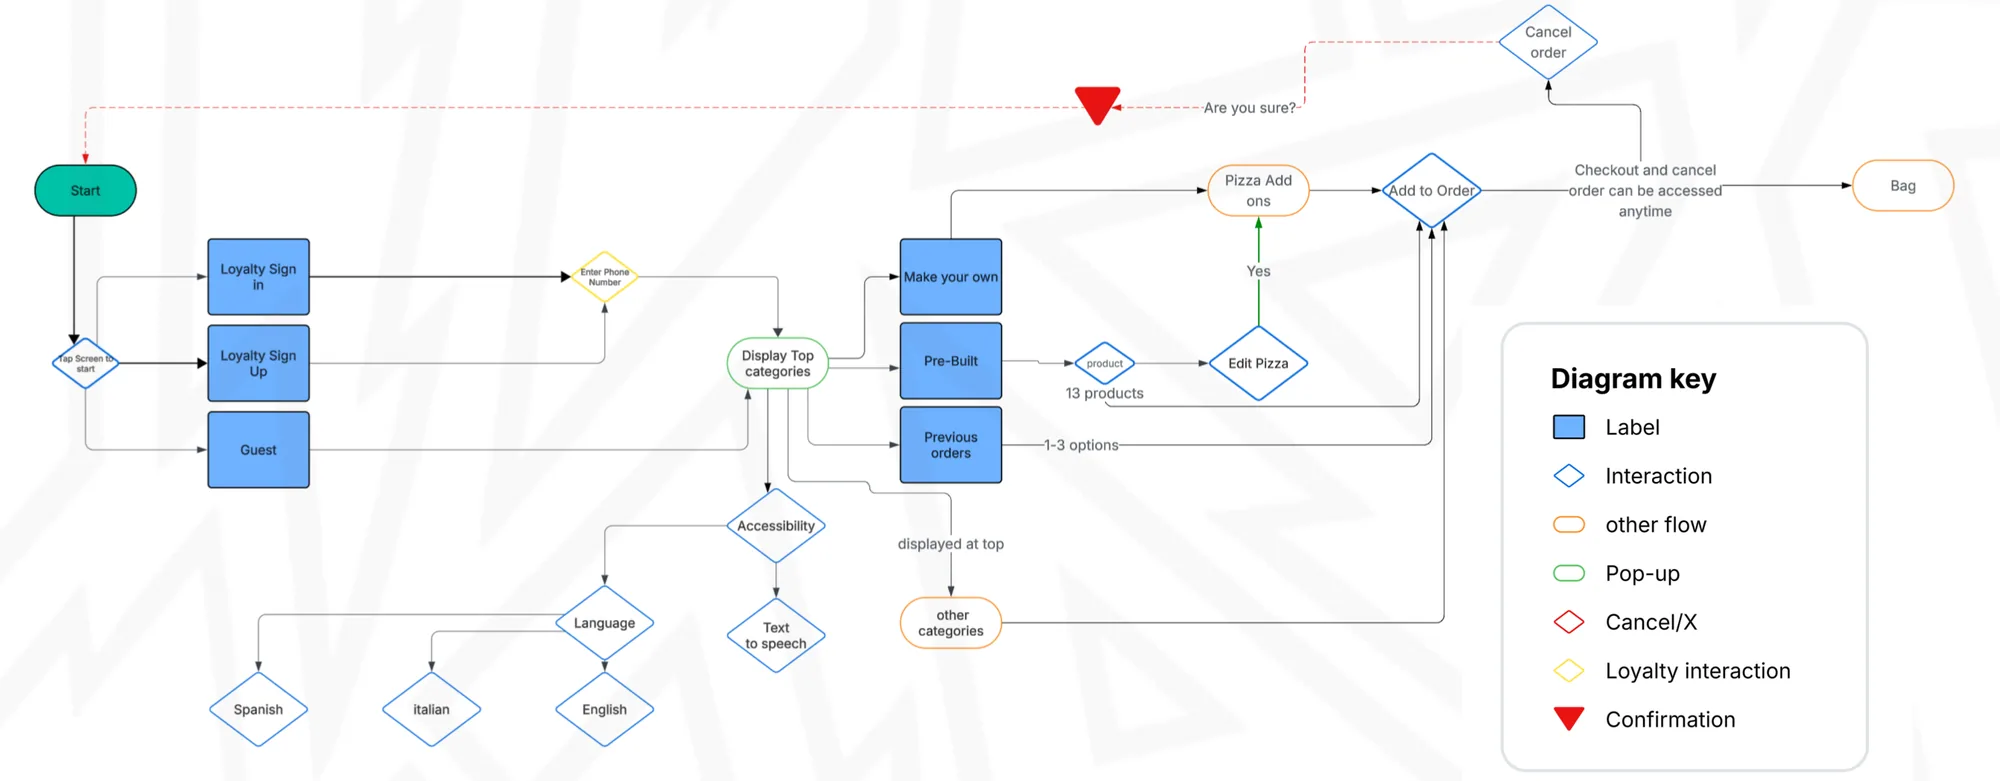 Cancel
order
Are you sure?
Start
Pizza Add
ons
Add to Order
Checkout and cancel
order can be accessed
anytime
Bag
Loyalty Sign
in
Enter Phone
Number
Make your own
Yes
Tap Screen to
start
Loyalty Sign
Up
Display Top
categories
Pre-Built
product
13 products
Edit Pizza
Guest
Previous
orders
1-3 options
Accessibility
displayed at top
Language
Text
to speech
other
categories
Spanish
italian
English
Diagram key
Label
Interaction
other flow
Pop-up
Cancel/X
Loyalty interaction
Confirmation